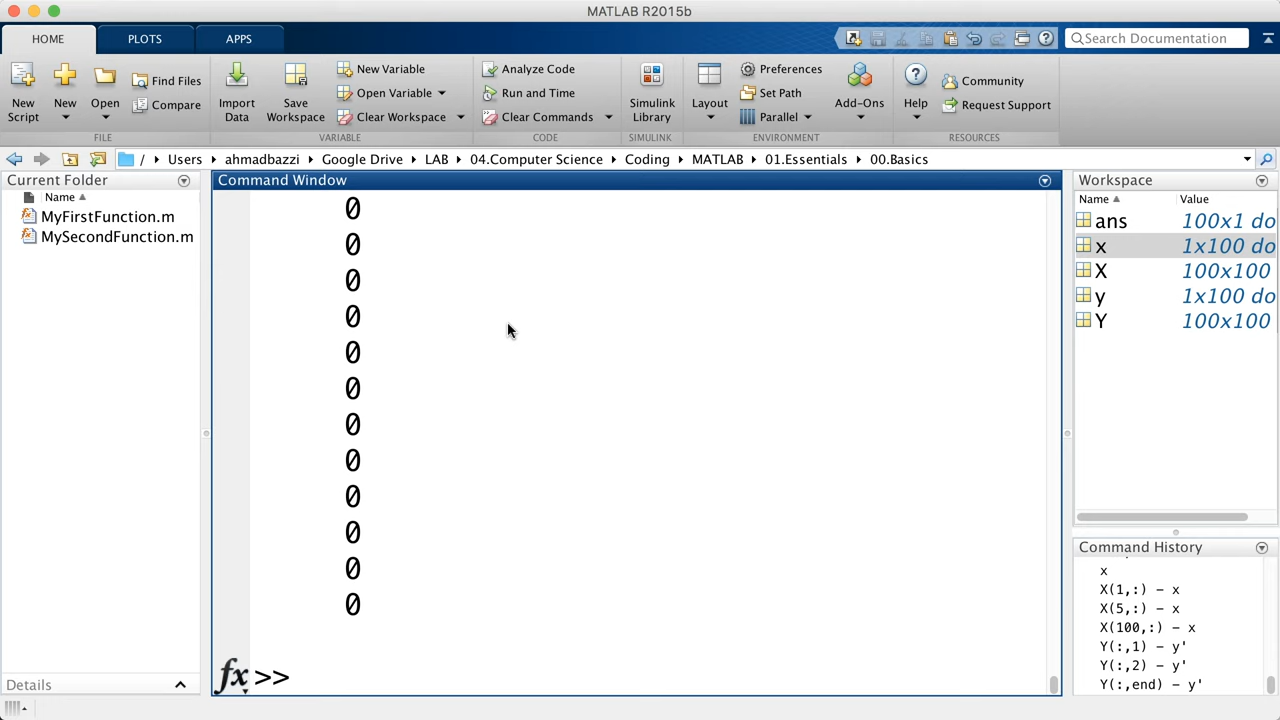 MATLAB R2015b
HOME
PLOTS
APPS
Search Documentation
New Script
New
Open
Find Files
Compare
FILE
Import Data
Save Workspace
New Variable
Open Variable
Clear Workspace
VARIABLE
Analyze Code
Run and Time
Clear Commands
CODE
Simulink Library
SIMULINK
Layout
Preferences
Set Path
Parallel
ENVIRONMENT
Add-Ons
Help
Community
Request Support
RESOURCES
/ Users ahmadbazzi Google Drive LAB 04.Computer Science Coding MATLAB 01.Essentials 00.Basics
Current Folder
Name
MyFirstFunction.m
MySecondFunction.m
Details
Command Window
0
0
0
0
0
0
0
0
0
0
0
0
fx >>
Workspace
Name Value
ans 100x1 do
x 1x100 do
X 100x100
y 1x100 do
Y 100x100
Command History
x
X(1,:) - x
X(5,:) - x
X(100,:) - x
Y(:,1) - y'
Y(:,2) - y'
Y(:,end) - y'